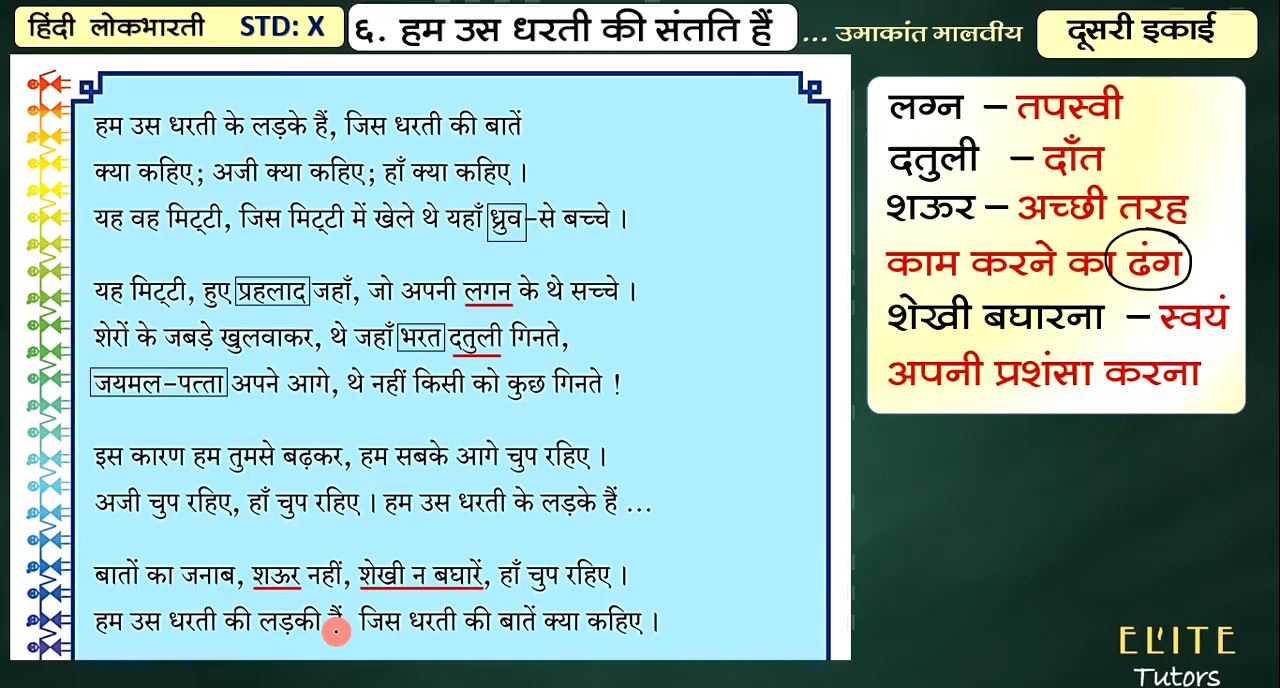 हिंदी लोकभारती STD: X ६. हम उस धरती की संतति हैं ... उमाकांत मालवीय दूसरी इकाई
हम उस धरती के लड़के हैं, जिस धरती की बातें
क्या कहिए; अजी क्या कहिए; हाँ क्या कहिए ।
यह वह मिट्‌टी, जिस मिट्‌टी में खेले थे यहाँ ध्रुव-से बच्चे ।
यह मिट्‌टी, हुए प्रहलाद जहाँ, जो अपनी लगन के थे सच्चे ।
शेरों के जबड़े खुलवाकर, थे जहाँ भरत दतुली गिनते,
जयमल-पत्ता अपने आगे, थे नहीं किसी को कुछ गिनते !
इस कारण हम तुमसे बढ़कर, हम सबके आगे चुप रहिए ।
अजी चुप रहिए, हाँ चुप रहिए । हम उस धरती के लड़के हैं ...
बातों का जनाब, शऊर नहीं, शेखी न बघारें, हाँ चुप रहिए ।
हम उस धरती की लड़की हैं, जिस धरती की बातें क्या कहिए ।
लग्न – तपस्वी
दतुली – दाँत
शऊर – अच्छी तरह
काम करने का ढंग
शेखी बघारना – स्वयं
अपनी प्रशंसा करना
ELITE
Tutors